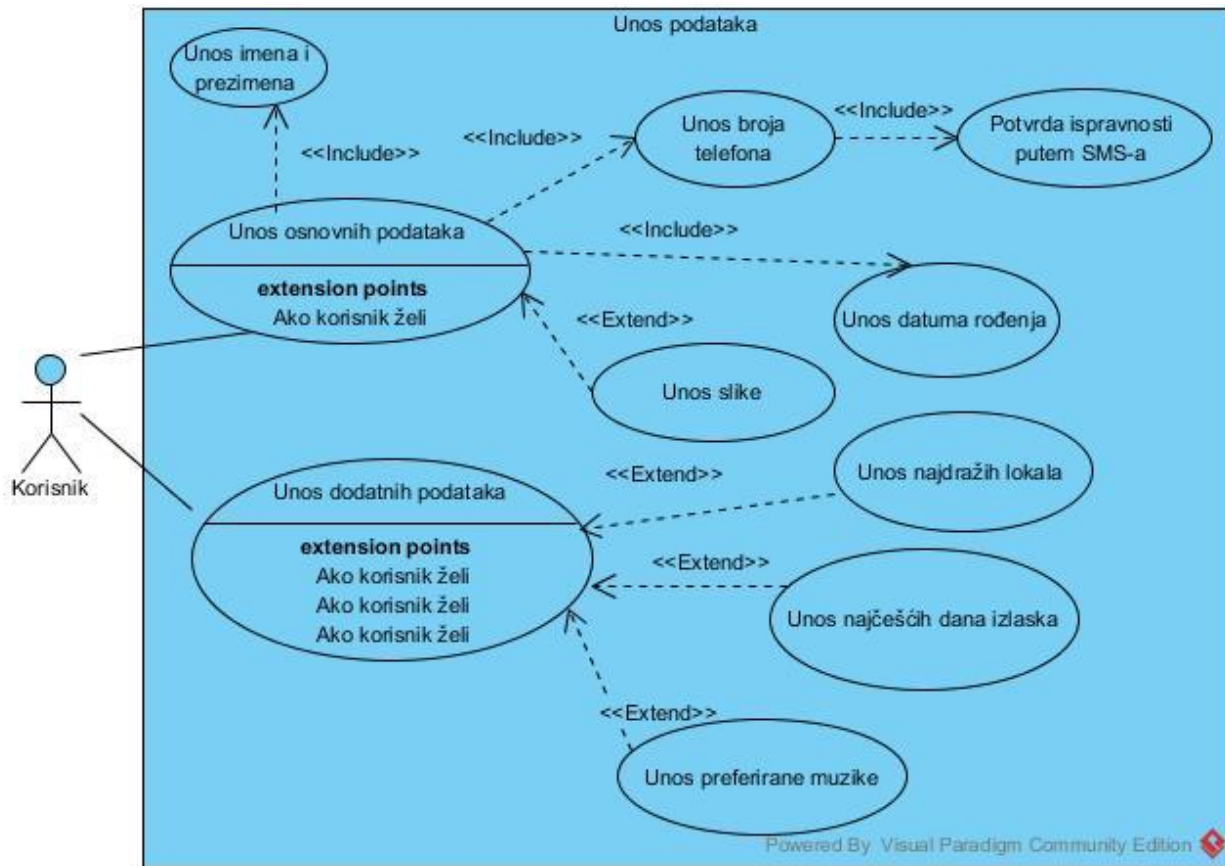 Unos podataka
Unos imena i
prezimena
<<Include>>
<<Include>>
Unos broja
telefona
<<Include>>
Potvrda ispravnosti
putem SMS-a
Unos osnovnih podataka
extension points
Ako korisnik želi
<<Include>>
Unos datuma rođenja
<<Extend>>
Unos slike
Korisnik
Unos dodatnih podataka
extension points
Ako korisnik želi
Ako korisnik želi
Ako korisnik želi
<<Extend>>
Unos najdražih lokala
<<Extend>>
Unos najčešćih dana izlaska
<<Extend>>
Unos preferirane muzike
Powered By Visual Paradigm Community Edition